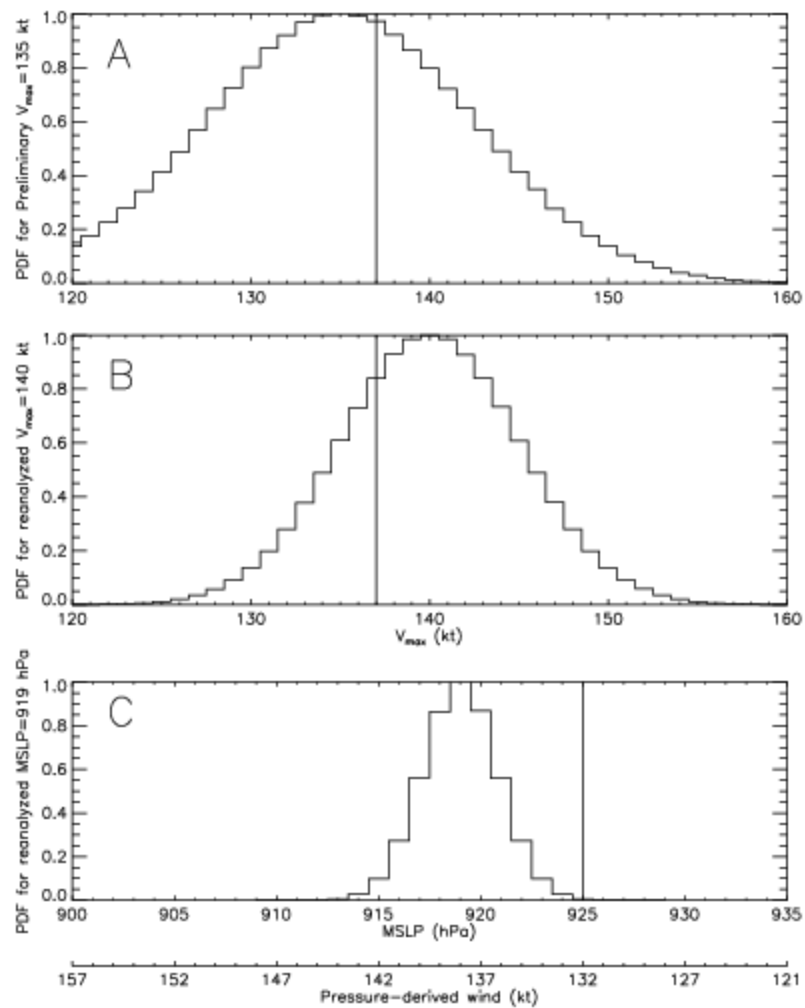 A
PDF for Preliminary Vmax=135 kt
1.0
0.8
0.6
0.4
0.2
0.0
120 130 140 150 160
B
PDF for reanalyzed Vmax=140 kt
1.0
0.8
0.6
0.4
0.2
0.0
120 130 140 150 160
Vmax (kt)
C
PDF for reanalyzed MSLP=919 hPa
1.0
0.8
0.6
0.4
0.2
0.0
900 905 910 915 920 925 930 935
MSLP (hPa)
157 152 147 142 137 132 127 121
Pressure-derived wind (kt)